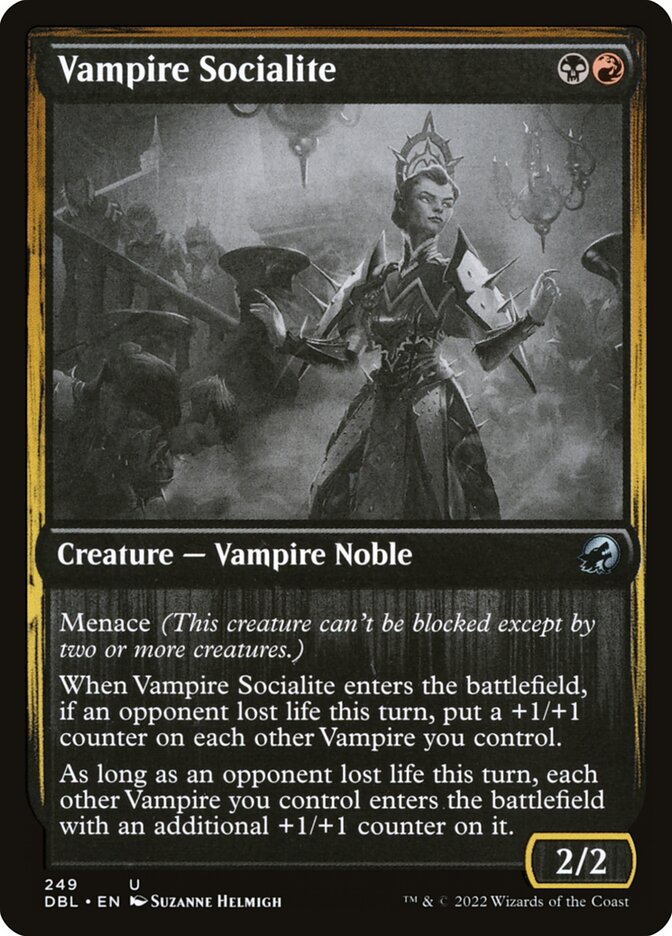 Vampire Socialite
Creature — Vampire Noble
Menace (This creature can't be blocked except by
two or more creatures.)
When Vampire Socialite enters the battlefield,
if an opponent lost life this turn, put a +1/+1
counter on each other Vampire you control.
As long as an opponent lost life this turn, each
other Vampire you control enters the battlefield
with an additional +1/+1 counter on it.
2/2
249 U
DBL • EN SUZANNE HELMIGH
™ & © 2022 Wizards of the Coast